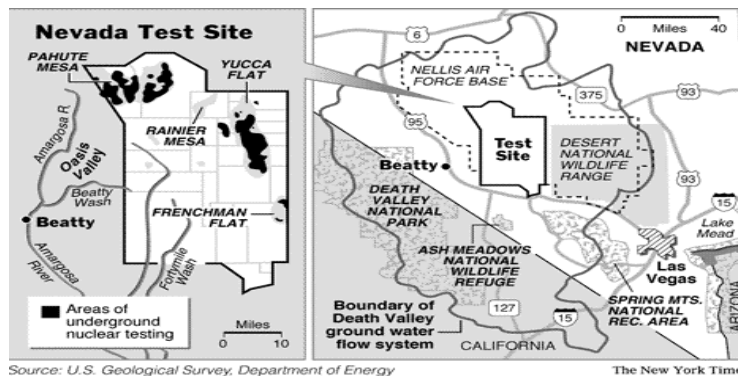 Nevada Test Site
PAHUTE
MESA
YUCCA
FLAT
RAINIER
MESA
Amargosa R.
Oasis
Valley
Beatty
Wash
Beatty
FRENCHMAN
FLAT
Amargosa
River
Fortymile
Wash
Areas of
underground
nuclear testing
Miles
0 10
0 Miles 40
NEVADA
6
95
NELLIS AIR
FORCE BASE
375
93
95
Test
Site
DESERT
NATIONAL
WILDLIFE
RANGE
Beatty
93
DEATH
VALLEY
NATIONAL
PARK
15
Lake
Mead
ASH MEADOWS
NATIONAL
WILDLIFE
REFUGE
Las
Vegas
SPRING MTS.
NATIONAL
REC. AREA
ARIZONA
Boundary of
Death Valley
ground water
flow system
127
15
CALIFORNIA
Source: U.S. Geological Survey, Department of Energy
The New York Time